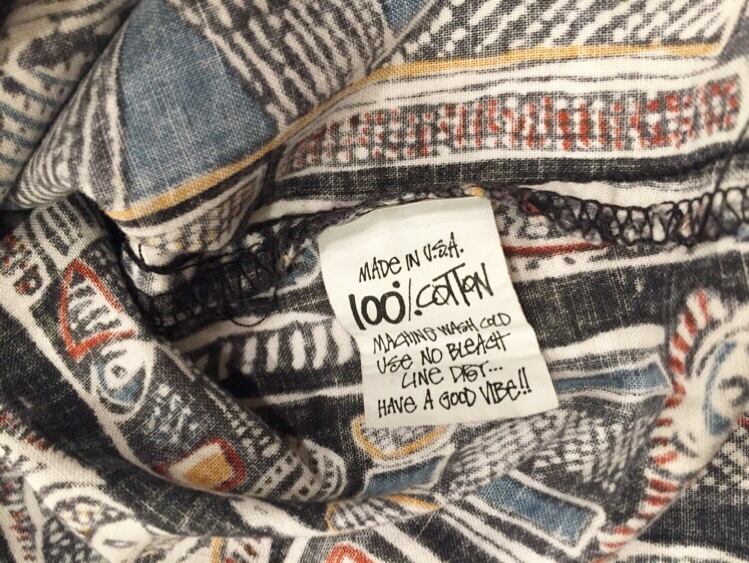 MADE IN U.S.A.
100%. COTTON
MACHINE WASH COLD
USE NO BLEACH
LINE DRY...
HAVE A GOOD VIBE!!